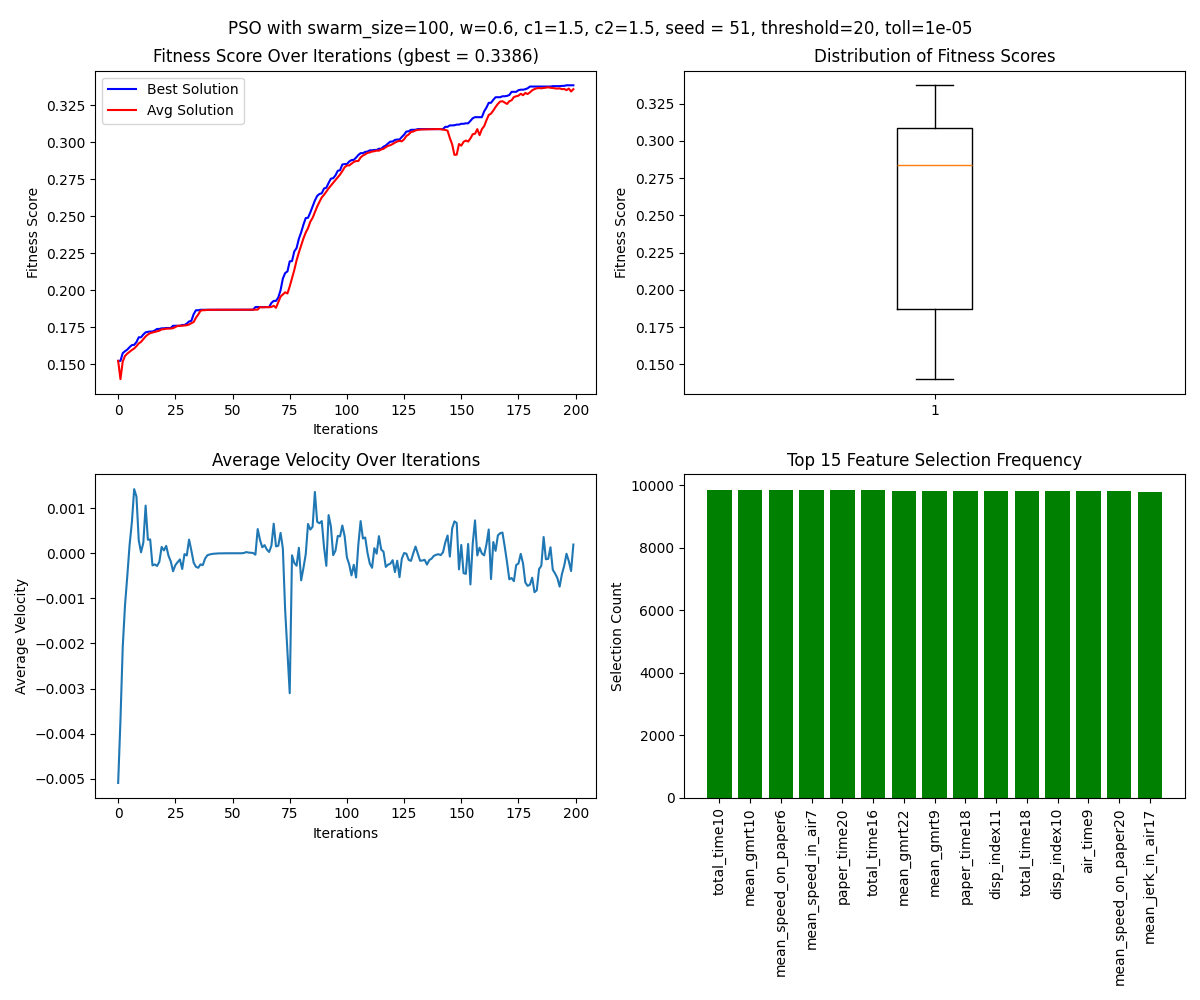 PSO with swarm_size=100, w=0.6, c1=1.5, c2=1.5, seed = 51, threshold=20, toll=1e-05
Fitness Score Over Iterations (gbest = 0.3386)
Best Solution
Avg Solution
Fitness Score
0.325
0.300
0.275
0.250
0.225
0.200
0.175
0.150
0 25 50 75 100 125 150 175 200
Iterations
Distribution of Fitness Scores
Fitness Score
0.325
0.300
0.275
0.250
0.225
0.200
0.175
0.150
1
Average Velocity Over Iterations
Average Velocity
0.001
0.000
−0.001
−0.002
−0.003
−0.004
−0.005
0 25 50 75 100 125 150 175 200
Iterations
Top 15 Feature Selection Frequency
Selection Count
10000
8000
6000
4000
2000
0
total_time10
mean_gmrt10
mean_speed_on_paper6
mean_speed_in_air7
paper_time20
total_time16
mean_gmrt22
mean_gmrt9
paper_time18
disp_index11
total_time18
disp_index10
air_time9
mean_speed_on_paper20
mean_jerk_in_air17